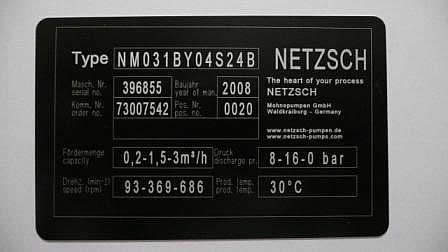 Type NM031BY04S24B NETZSCH
Masch. Nr. 396855 Baujahr 2008
serial no. year of man.
The heart of your process
NETZSCH
Komm. Nr. 73007542 Pos. Nr. 0020
order no. pos. no.
Mohnopumpen GmbH
Waldkraiburg - Germany
www.netzsch-pumpen.de
www.netzsch-pumps.com
Fördermenge 0,2-1,5-3m³/h Druck 8-16-0 bar
capacity discharge pr.
Drehz. (min-1) 93-369-686 Prod. temp. 30°C
speed (rpm) prod. temp.